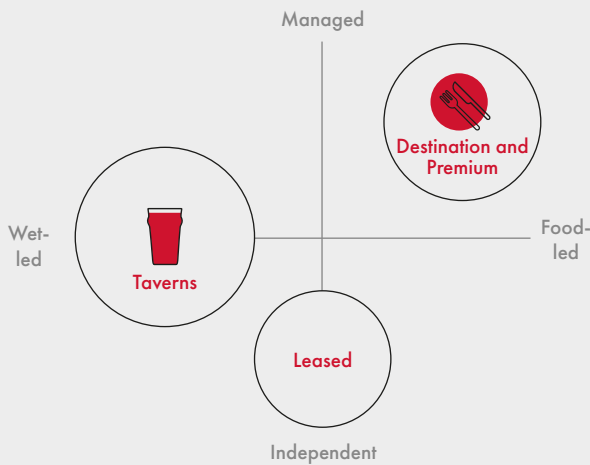 Managed
Destination and
Premium
Wet-
led
Food-
led
Taverns
Leased
Independent